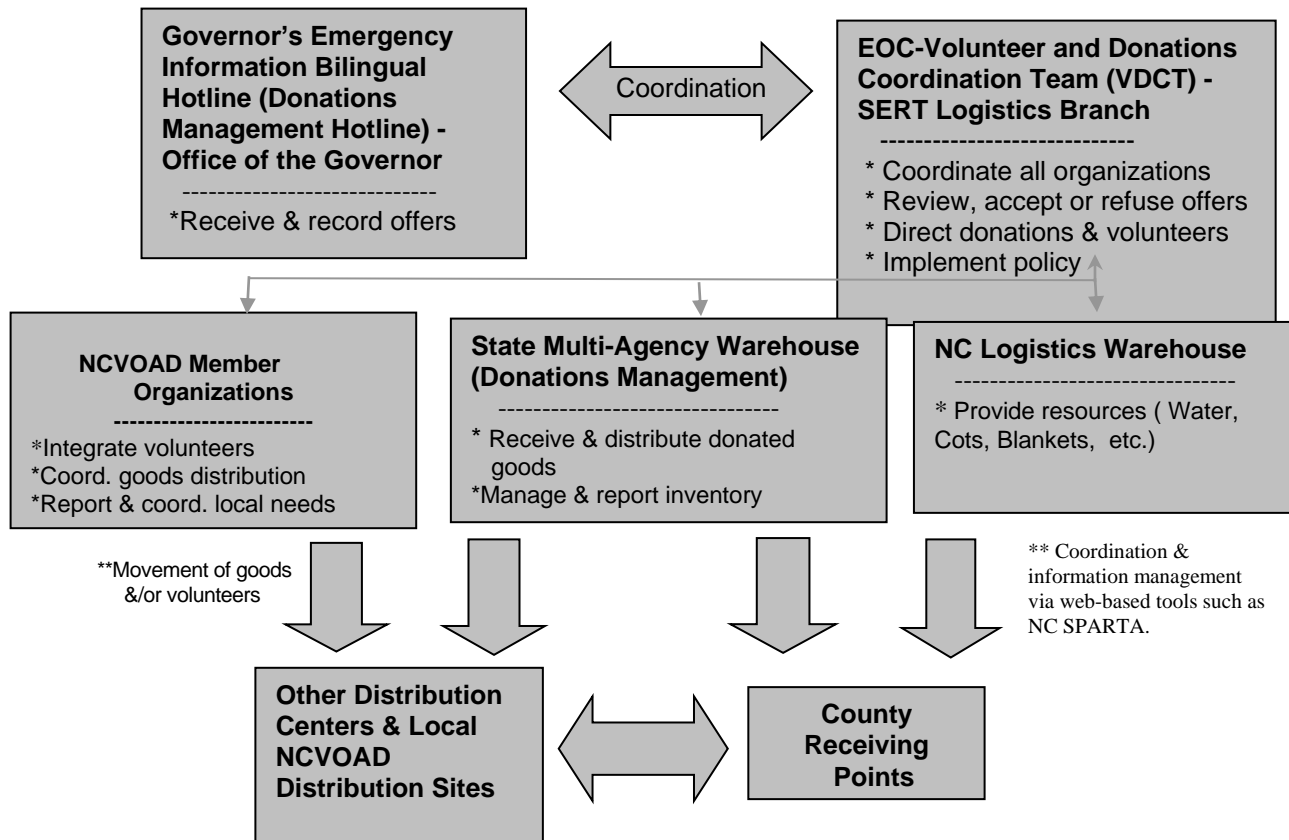 Governor’s Emergency
Information Bilingual
Hotline (Donations
Management Hotline) -
Office of the Governor
-----------------------------
*Receive & record offers
Coordination
EOC-Volunteer and Donations
Coordination Team (VDCT) -
SERT Logistics Branch
-----------------------------
* Coordinate all organizations
* Review, accept or refuse offers
* Direct donations & volunteers
* Implement policy
NCVOAD Member
Organizations
-------------------------
*Integrate volunteers
*Coord. goods distribution
*Report & coord. local needs
State Multi-Agency Warehouse
(Donations Management)
--------------------------------
* Receive & distribute donated
goods
*Manage & report inventory
NC Logistics Warehouse
--------------------------------
* Provide resources ( Water,
Cots, Blankets, etc.)
**Movement of goods
&/or volunteers
** Coordination &
information management
via web-based tools such as
NC SPARTA.
Other Distribution
Centers & Local
NCVOAD
Distribution Sites
County
Receiving
Points